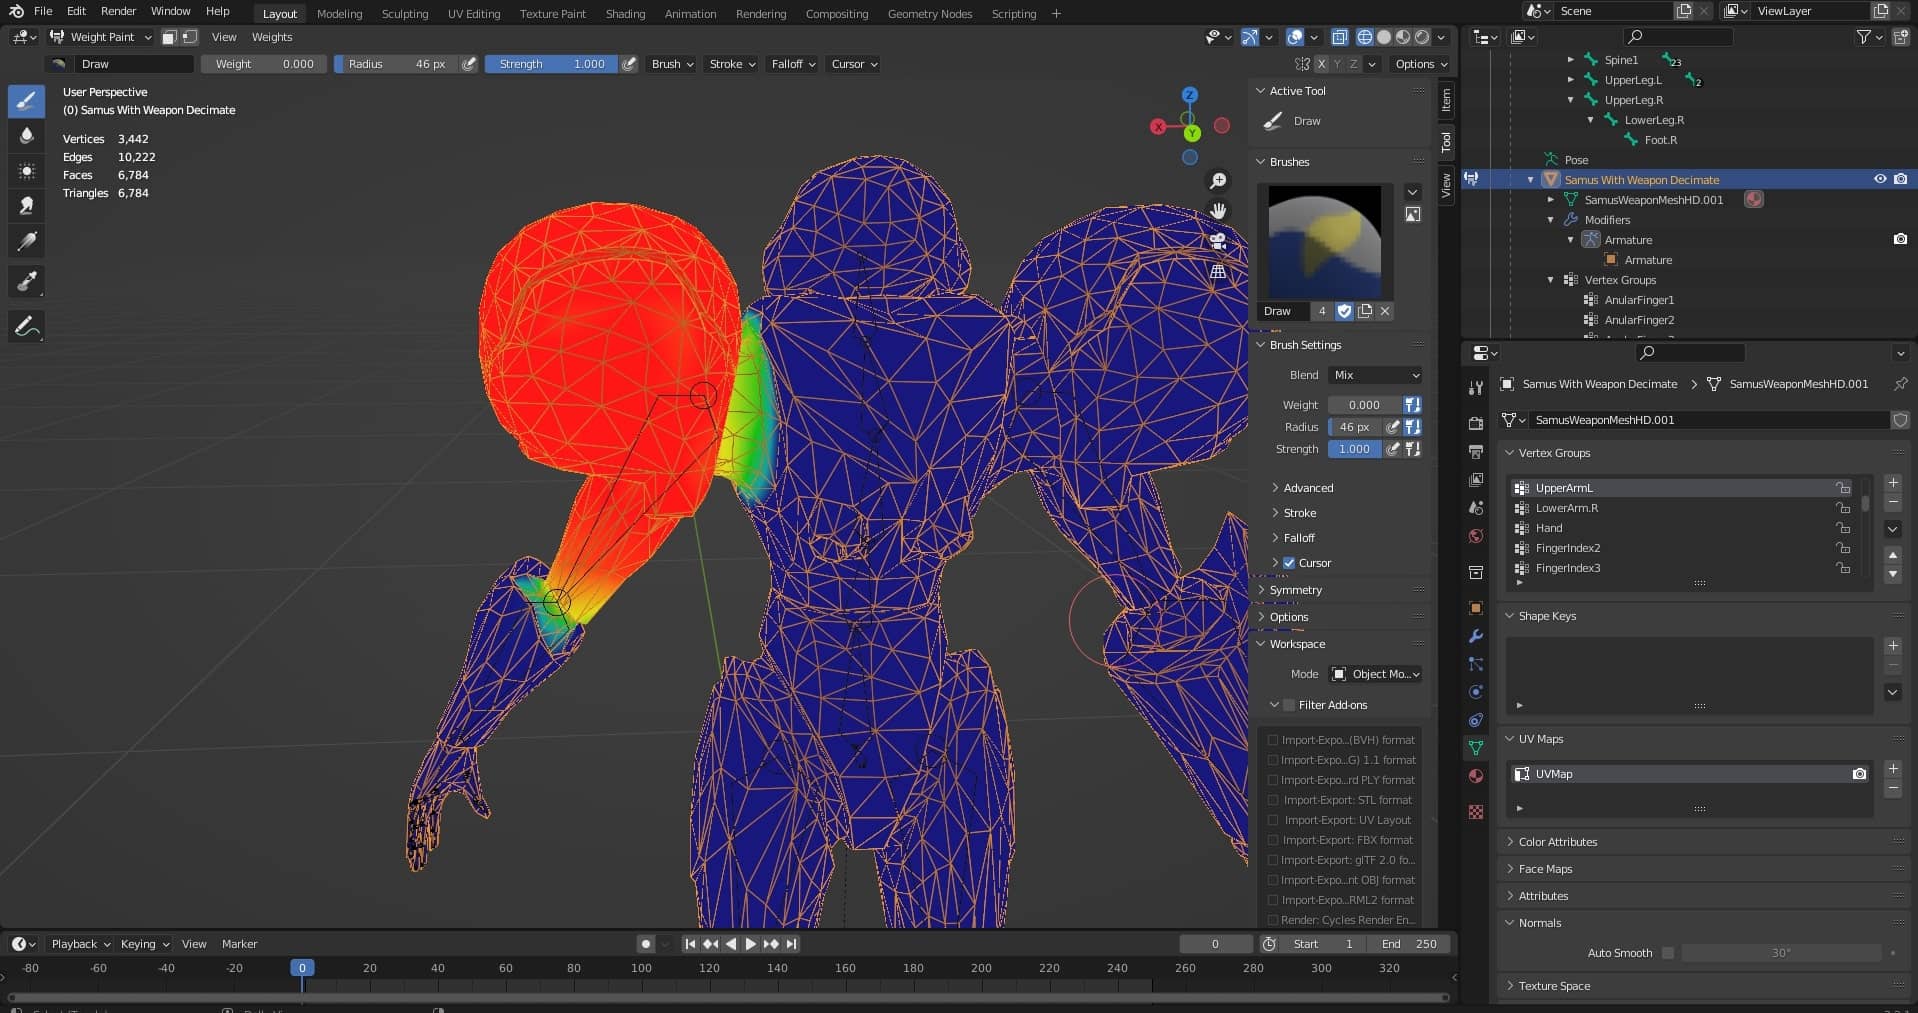 File Edit Render Window Help Layout Modeling Sculpting UV Editing Texture Paint Shading Animation Rendering Compositing Geometry Nodes Scripting + Scene ViewLayer
Weight Paint View Weights
Draw Weight 0.000 Radius 46 px Strength 1.000 Brush Stroke Falloff Cursor X Y Z Options
User Perspective
(0) Samus With Weapon Decimate
Vertices 3,442
Edges 10,222
Faces 6,784
Triangles 6,784
Z
X
Y
Active Tool
Draw
Brushes
Draw 4
Brush Settings
Blend Mix
Weight 0.000
Radius 46 px
Strength 1.000
Advanced
Stroke
Falloff
Cursor
Symmetry
Options
Workspace
Mode Object Mo...
Filter Add-ons
Import-Expo...(BVH) format
Import-Expo...G) 1.1 format
Import-Expo...rd PLY format
Import-Export: STL format
Import-Export: UV Layout
Import-Export: FBX format
Import-Export: glTF 2.0 fo...
Import-Expo...nt OBJ format
Import-Expo...RML2 format
Render: Cycles Render En...
Item
Tool
View
Spine1 23
UpperLeg.L 2
UpperLeg.R
LowerLeg.R
Foot.R
Pose
Samus With Weapon Decimate
SamusWeaponMeshHD.001
Modifiers
Armature
Armature
Vertex Groups
AnularFinger1
AnularFinger2
Samus With Weapon Decimate > SamusWeaponMeshHD.001
SamusWeaponMeshHD.001
Vertex Groups
UpperArmL
LowerArm.R
Hand
FingerIndex2
FingerIndex3
Shape Keys
UV Maps
UVMap
Color Attributes
Face Maps
Attributes
Normals
Auto Smooth 30°
Texture Space
Playback Keying View Marker 0 Start 1 End 250
-80 -60 -40 -20 0 20 40 60 80 100 120 140 160 180 200 220 240 260 280 300 320